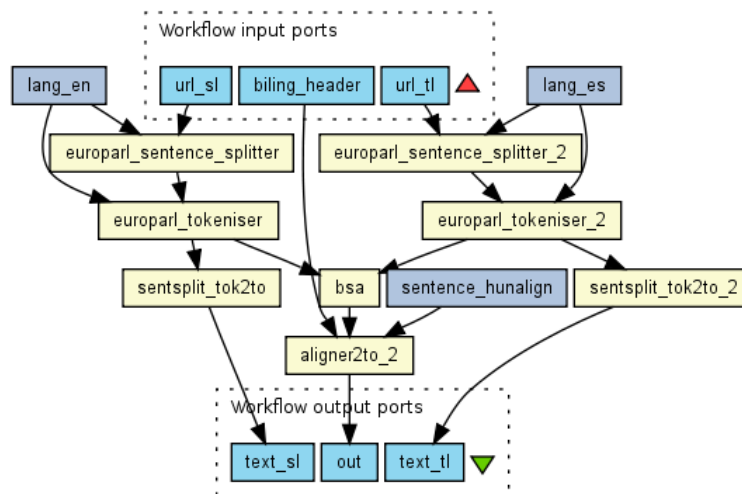 Workflow input ports
lang_en
url_sl
biling_header
url_tl
lang_es
europarl_sentence_splitter
europarl_sentence_splitter_2
europarl_tokeniser
europarl_tokeniser_2
sentsplit_tok2to
bsa
sentence_hunalign
sentsplit_tok2to_2
aligner2to_2
Workflow output ports
text_sl
out
text_tl